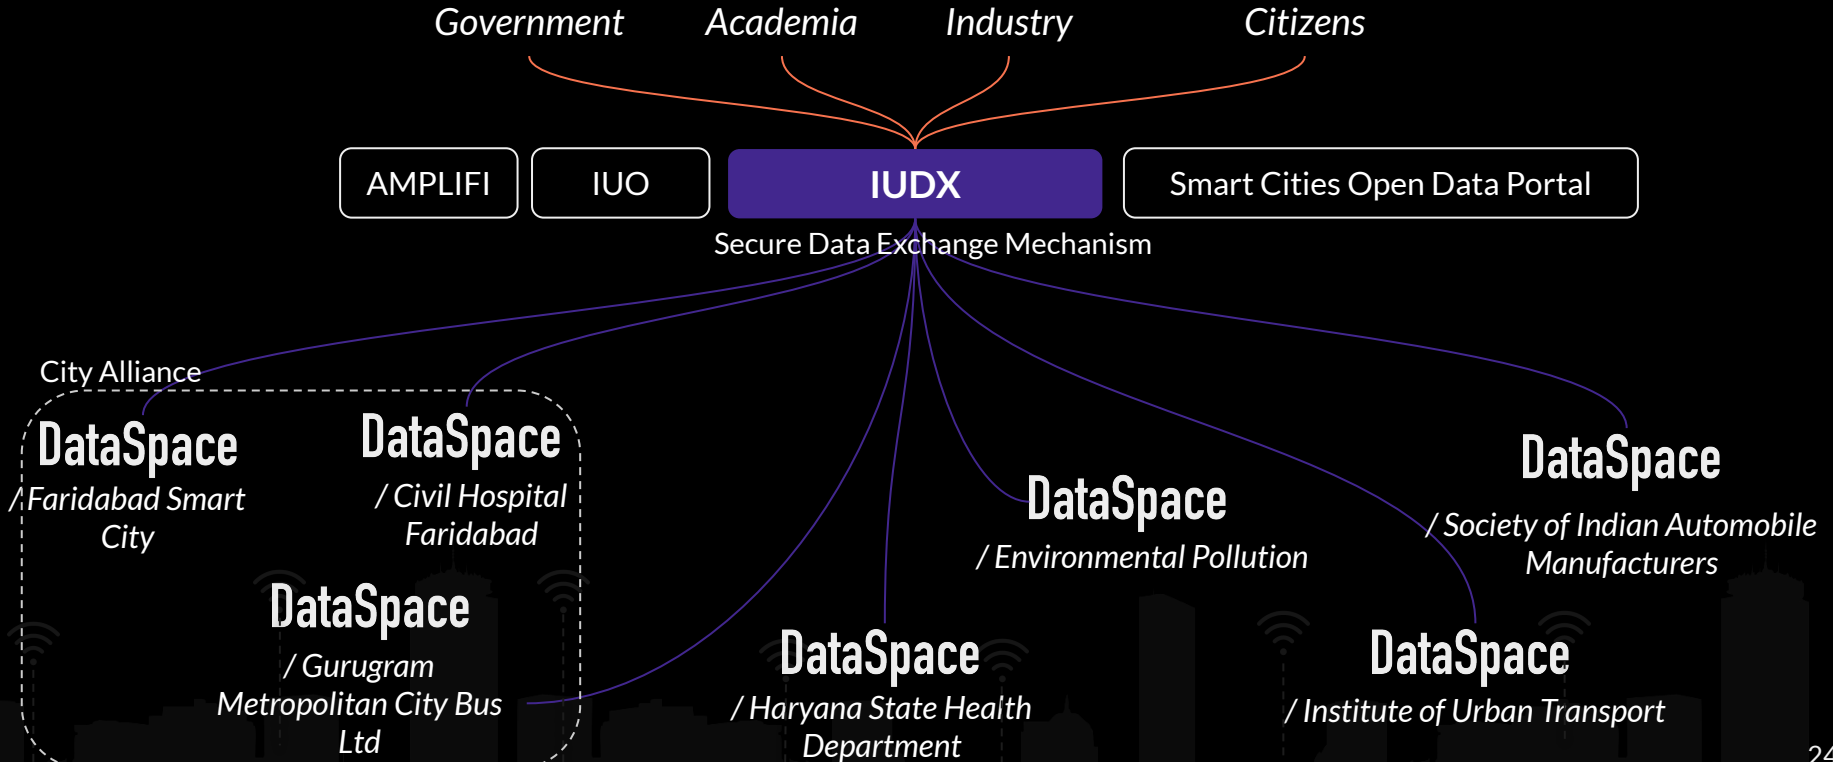 Government
Academia
Industry
Citizens
AMPLIFI
IUO
IUDX
Smart Cities Open Data Portal
Secure Data Exchange Mechanism
City Alliance
DataSpace
/ Faridabad Smart
City
DataSpace
/ Civil Hospital
Faridabad
DataSpace
/ Gurugram
Metropolitan City Bus
Ltd
DataSpace
/ Haryana State Health
Department
DataSpace
/ Environmental Pollution
DataSpace
/ Institute of Urban Transport
DataSpace
/ Society of Indian Automobile
Manufacturers
24